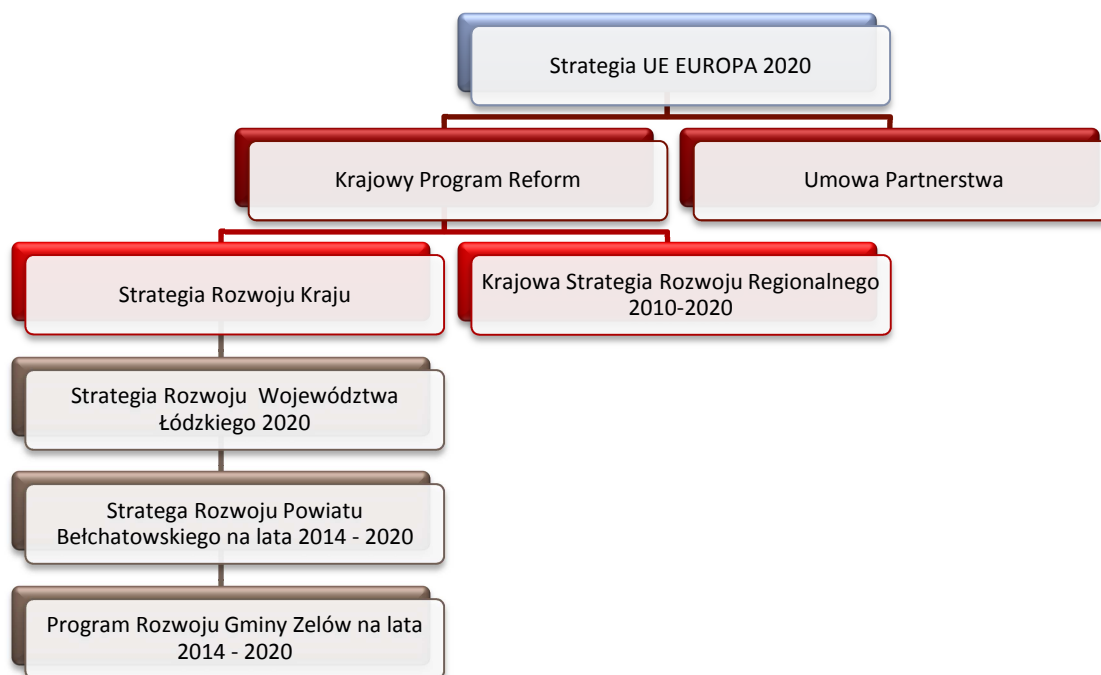 Strategia UE EUROPA 2020
Krajowy Program Reform
Umowa Partnerstwa
Strategia Rozwoju Kraju
Krajowa Strategia Rozwoju Regionalnego
2010-2020
Strategia Rozwoju  Województwa
Łódzkiego 2020
Stratega Rozwoju Powiatu
Bełchatowskiego na lata 2014 - 2020
Program Rozwoju Gminy Zelów na lata
2014 - 2020